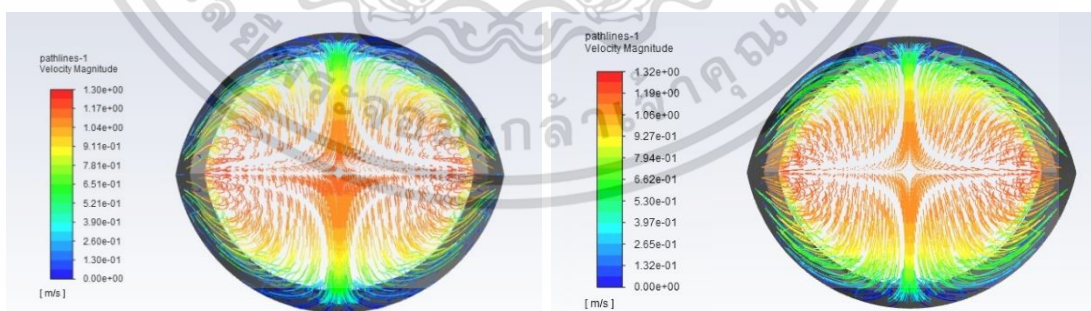 pathlines-1
Velocity Magnitude
1.30e+00
1.17e+00
1.04e+00
9.11e-01
7.81e-01
6.51e-01
5.21e-01
3.90e-01
2.60e-01
1.30e-01
0.00e+00
[ m/s ]
pathlines-1
Velocity Magnitude
1.32e+00
1.19e+00
1.06e+00
9.27e-01
7.94e-01
6.62e-01
5.30e-01
3.97e-01
2.65e-01
1.32e-01
0.00e+00
[ m/s ]